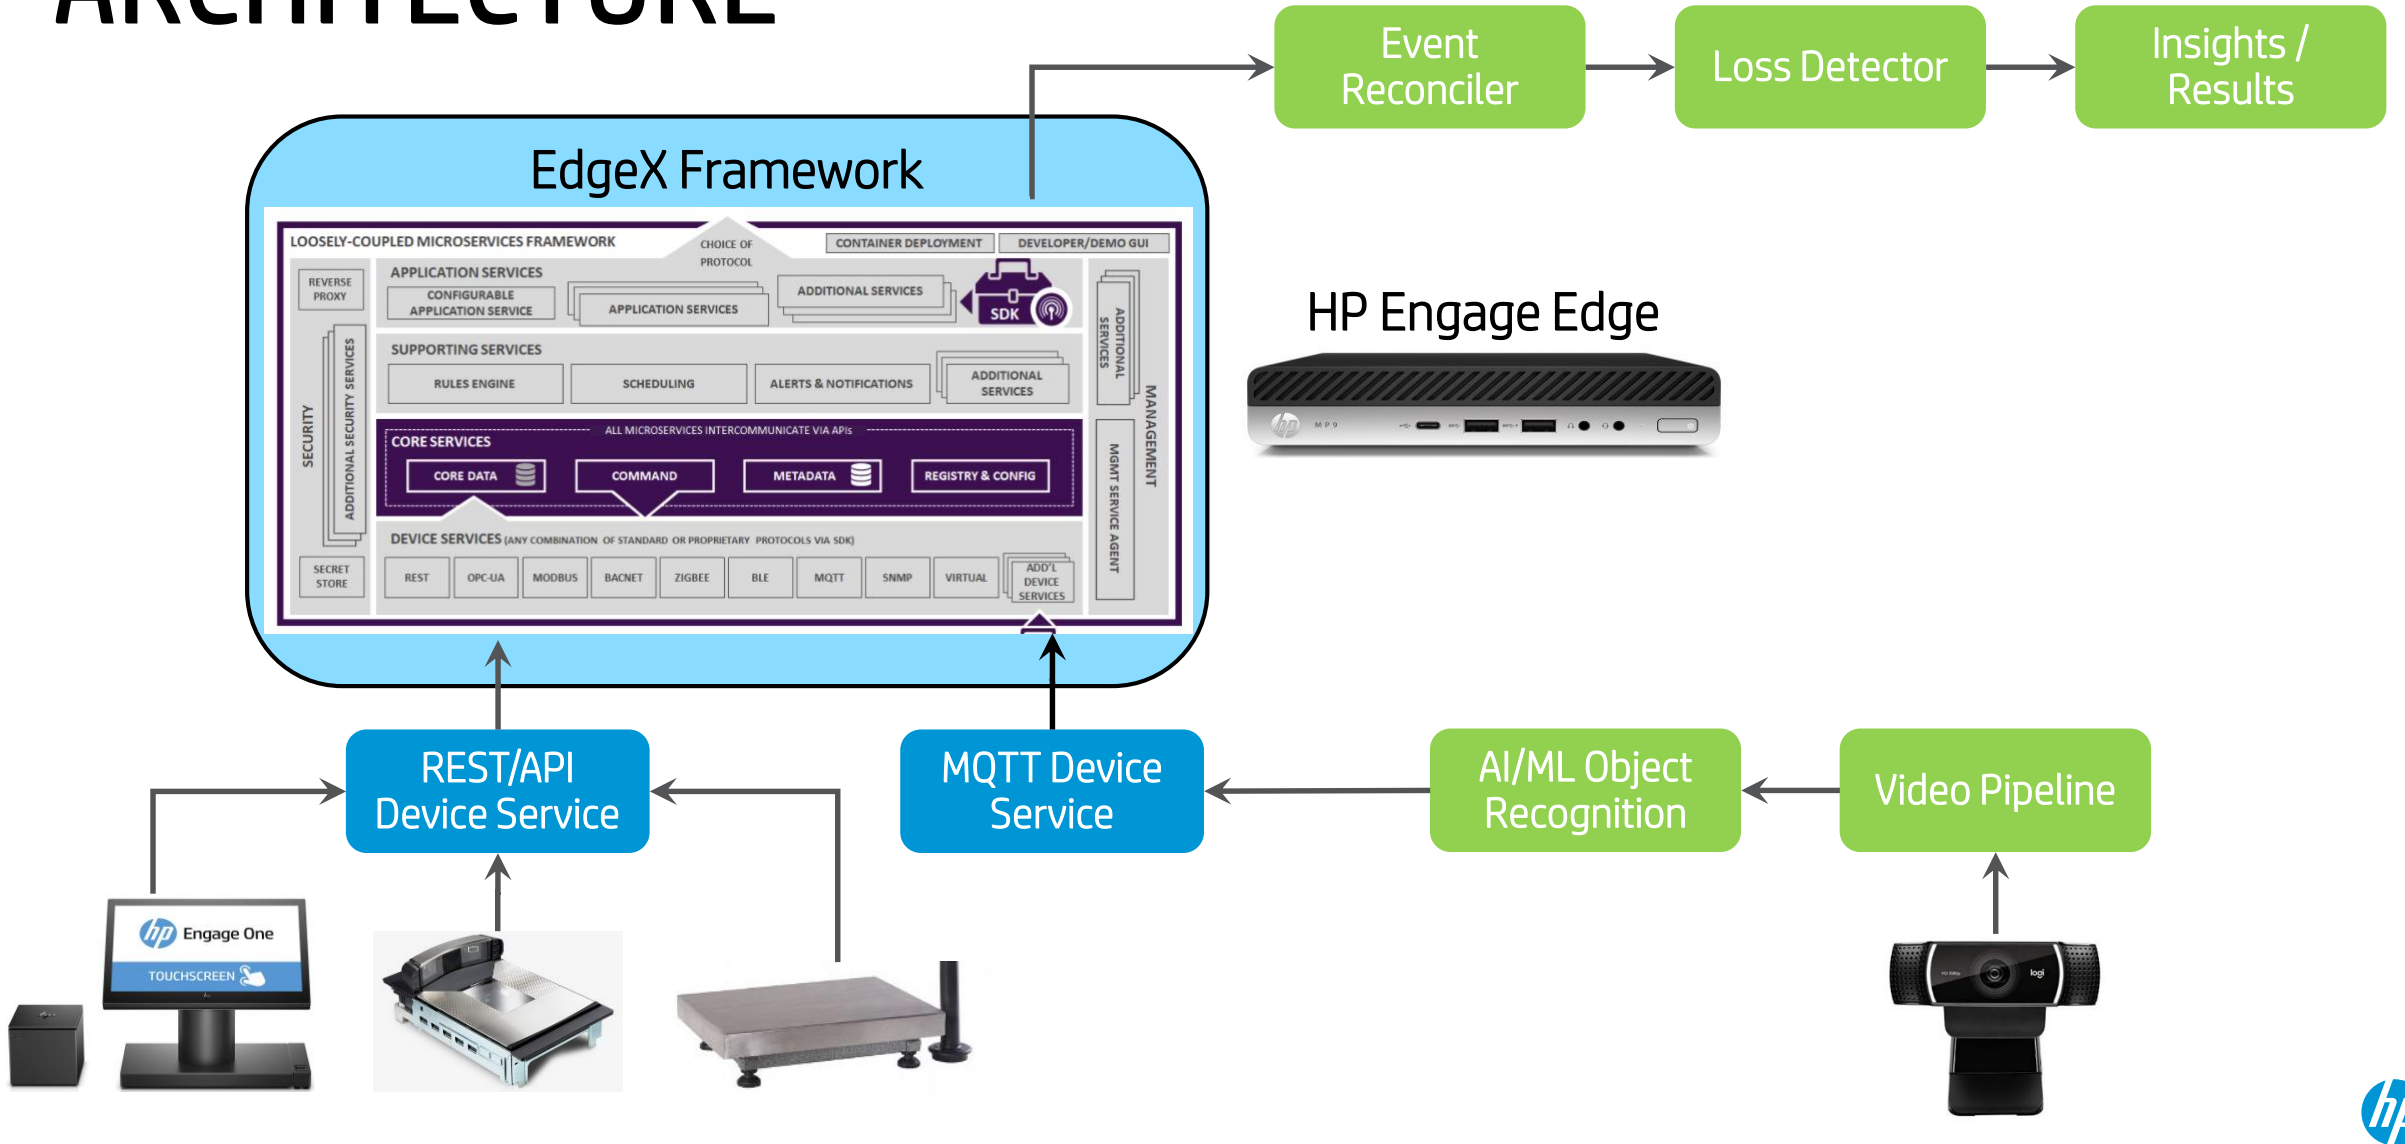 ARCHITECTURE
Event
Reconciler
Loss Detector
Insights /
Results
EdgeX Framework
LOOSELY-COUPLED MICROSERVICES FRAMEWORK
CHOICE OF
PROTOCOL
CONTAINER DEPLOYMENT
DEVELOPER/DEMO GUI
REVERSE
PROXY
APPLICATION SERVICES
CONFIGURABLE
APPLICATION SERVICE
APPLICATION SERVICES
ADDITIONAL SERVICES
SDK
ADDITIONAL
SERVICES
SECURITY
ADDITIONAL SECURITY SERVICES
SUPPORTING SERVICES
RULES ENGINE
SCHEDULING
ALERTS & NOTIFICATIONS
ADDITIONAL
SERVICES
MANAGEMENT
ALL MICROSERVICES INTERCOMMUNICATE VIA APIs
CORE SERVICES
CORE DATA
COMMAND
METADATA
REGISTRY & CONFIG
MGMT SERVICE AGENT
DEVICE SERVICES (ANY COMBINATION OF STANDARD OR PROPRIETARY PROTOCOLS VIA SDK)
SECRET
STORE
REST
OPC-UA
MODBUS
BACNET
ZIGBEE
BLE
MQTT
SNMP
VIRTUAL
ADD'L
DEVICE
SERVICES
HP Engage Edge
hp
MP9
REST/API
Device Service
MQTT Device
Service
AI/ML Object
Recognition
Video Pipeline
hp Engage One
TOUCHSCREEN
logi
hp